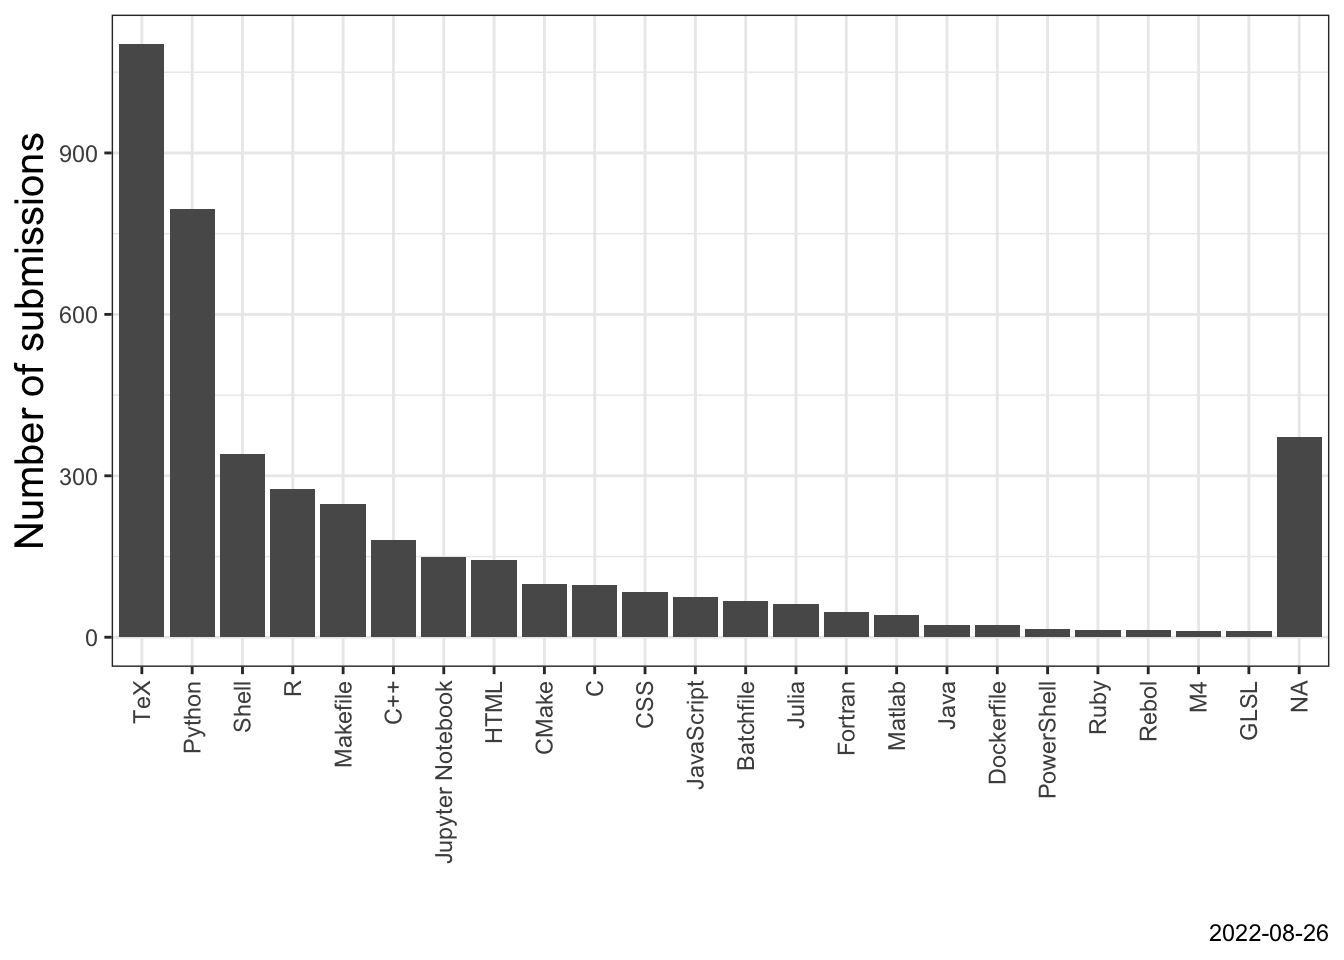 Number of submissions
900
600
300
0
TeX
Python
Shell
R
Makefile
C++
Jupyter Notebook
HTML
CMake
C
CSS
JavaScript
Batchfile
Julia
Fortran
Matlab
Java
Dockerfile
PowerShell
Ruby
Rebol
M4
GLSL
NA
2022-08-26